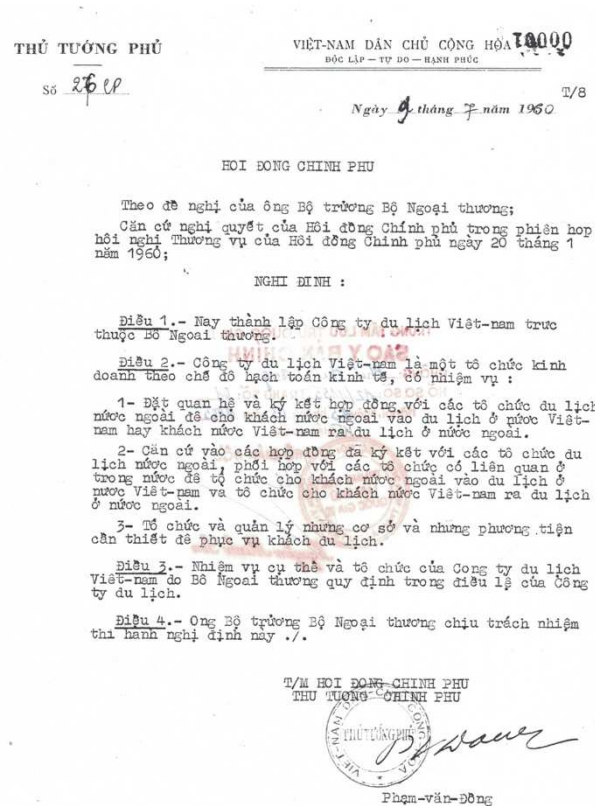 THỦ TƯỚNG PHỦ
Số 26 CP
VIỆT-NAM DÂN CHỦ CỘNG HÒA
ĐỘC LẬP — TỰ DO — HẠNH PHÚC
Ngày 9 tháng 7 năm 1960
T/8
HOI ĐONG CHINH PHU
Theo đề nghị của ông Bộ trưởng Bộ Ngoại thương;
Căn cứ nghị quyết của Hội đồng Chính phủ trong phiên họp
hội nghị Thương vụ của Hội đồng Chính phủ ngày 20 tháng 1
năm 1960;
NGHI ĐINH :
Điều 1.- Nay thành lập Công ty du lịch Việt-nam trực
thuộc Bộ Ngoại thương.
Điều 2.- Công ty du lịch Việt-nam là một tổ chức kinh
doanh theo chế độ hạch toán kinh tế, có nhiệm vụ :
1- Đặt quan hệ và ký kết hợp đồng với các tổ chức du lịch
nước ngoài để cho khách nước ngoài vào du lịch ở nước Việt-
nam hay khách nước Việt-nam ra du lịch ở nước ngoài.
2- Căn cứ vào các hợp đồng đã ký kết với các tổ chức du
lịch nước ngoài, phối hợp với các tổ chức có liên quan ở
trong nước để tổ chức cho khách nước ngoài vào du lịch ở
nước Việt-nam và tổ chức cho khách nước Việt-nam ra du lịch
ở nước ngoài.
3- Tổ chức và quản lý những cơ sở và những phương tiện
cần thiết để phục vụ khách du lịch.
Điều 3.- Nhiệm vụ cụ thể và tổ chức của Cong ty du lịch
Việt-nam do Bộ Ngoại thương quy định trong điều lệ của Công
ty du lịch.
Điều 4.- Ong Bộ trưởng Bộ Ngoại thương chịu trách nhiệm
thi hành nghị định này ./.
T/M HOI ĐONG CHINH PHU
THU TUONG CHINH PHU
VIỆT-NAM DÂN CHỦ CỘNG HÒA
THỦ TƯỚNG PHỦ
Phạm-văn-Đồng